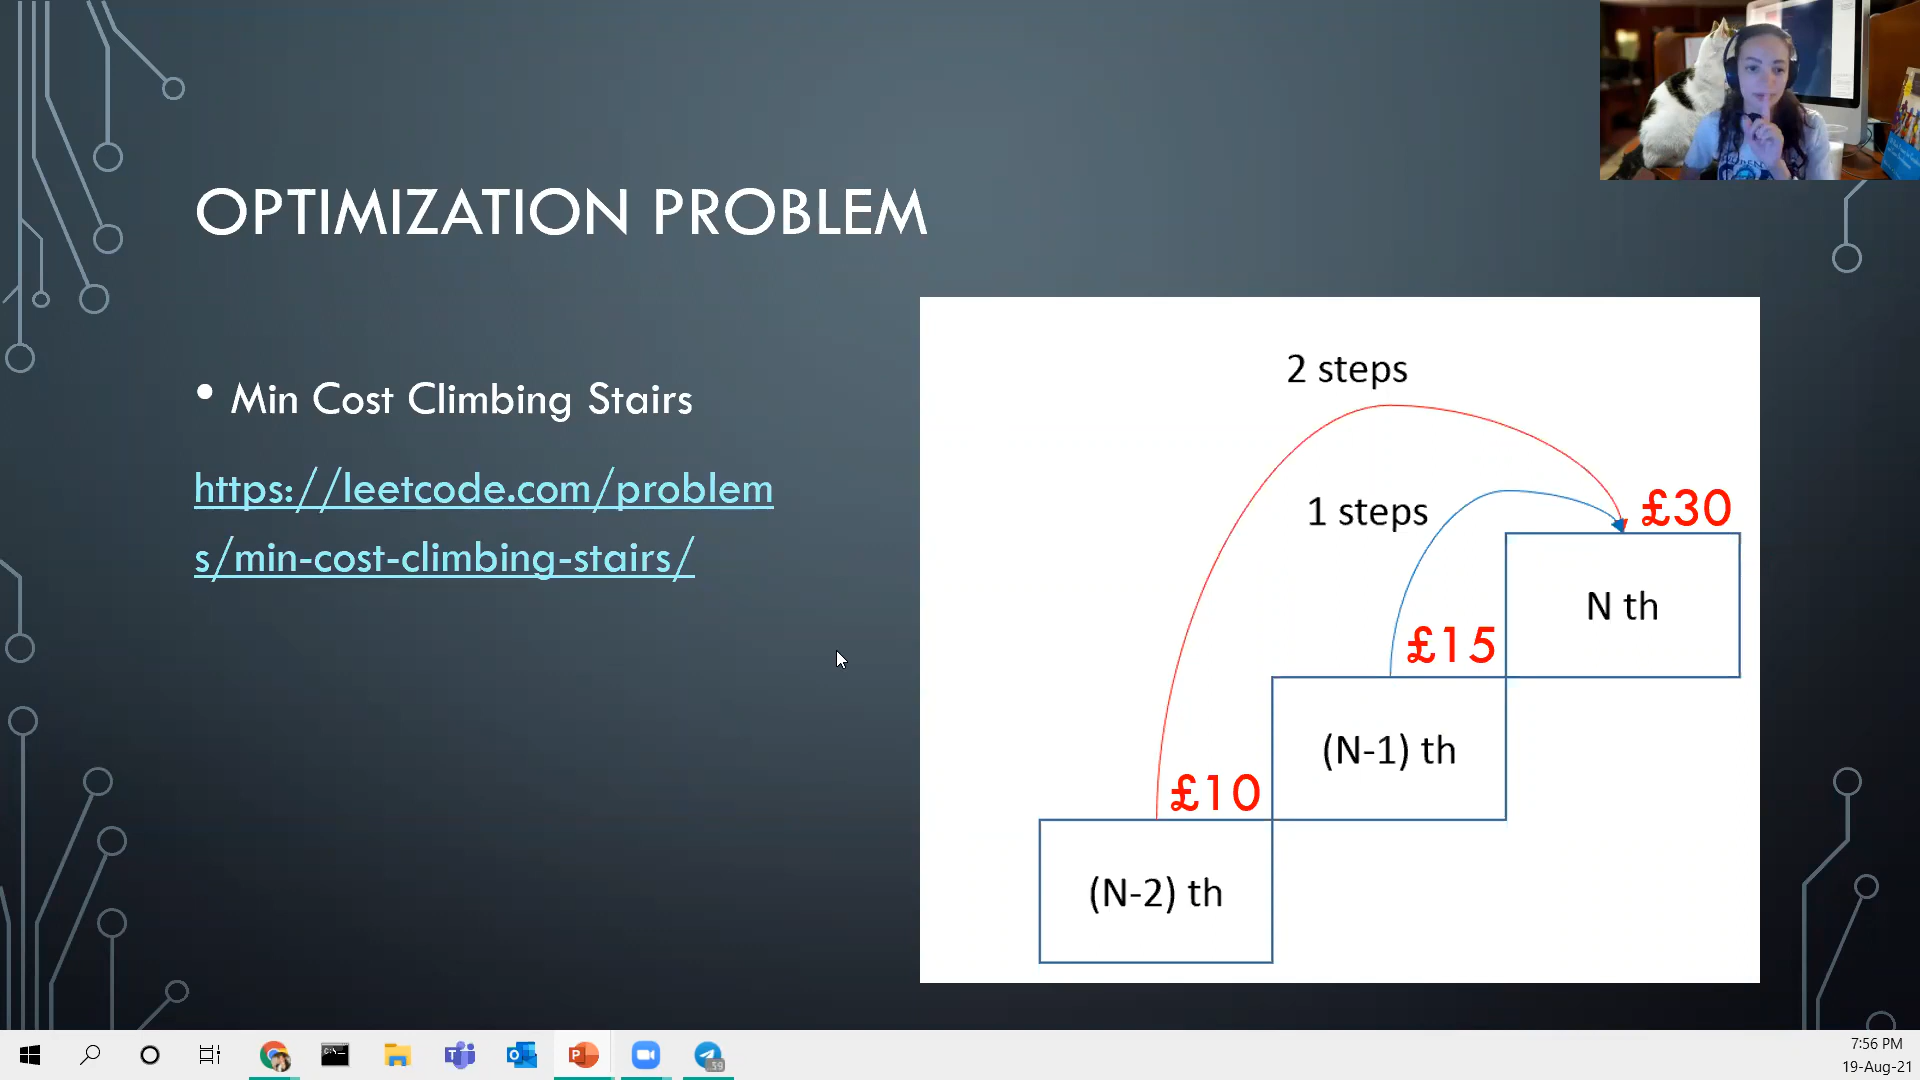 OPTIMIZATION PROBLEM
• Min Cost Climbing Stairs
https://leetcode.com/problem
s/min-cost-climbing-stairs/
2 steps
1 steps
£30
N th
£15
(N-1) th
£10
(N-2) th
59
7:56 PM
19-Aug-21